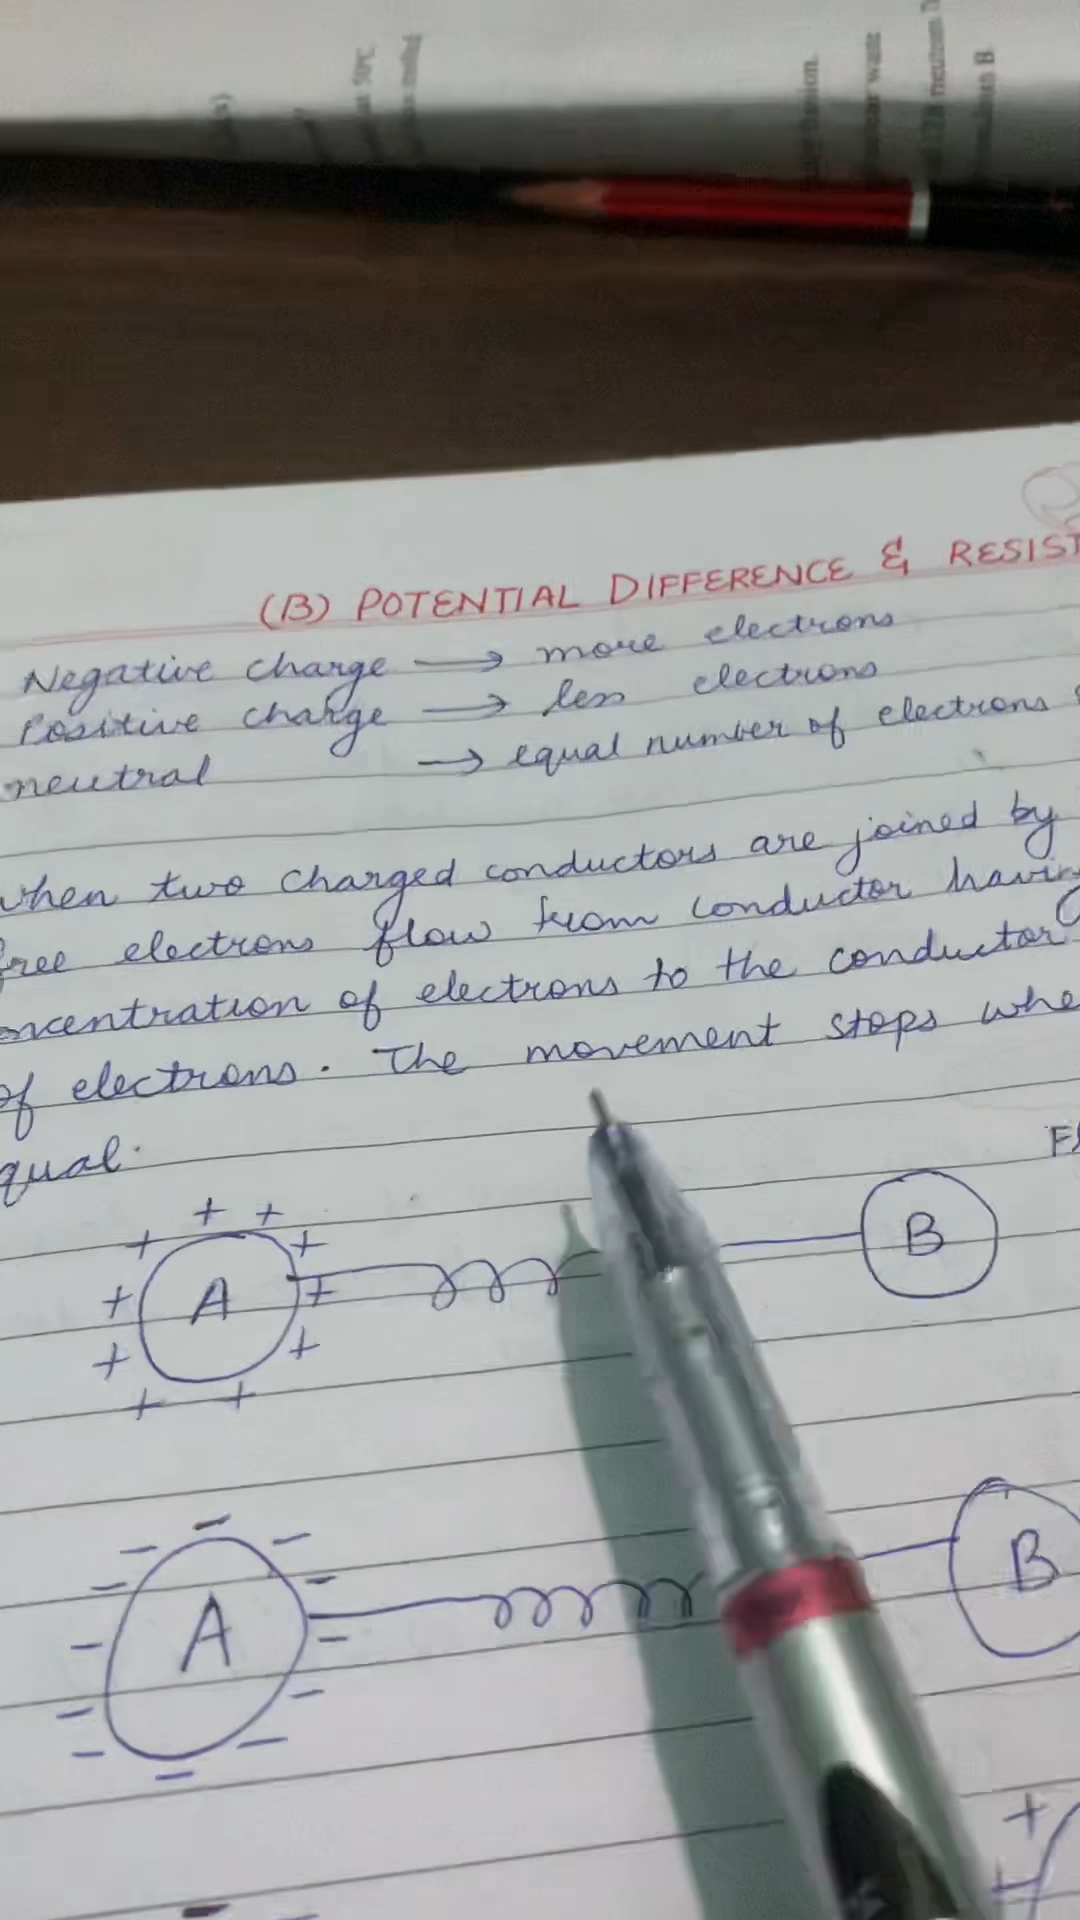 (B) POTENTIAL DIFFERENCE & RESIST
Negative charge → more electrons
Positive charge → less electrons
neutral → equal number of electrons
when two charged conductors are joined by
free electrons flow from conductor having
oncentration of electrons to the conductor
of electrons. The movement stops whe
qual.
+ + + + + + + + + +
A B
- - - - - - - - - - - -
A B
+
+